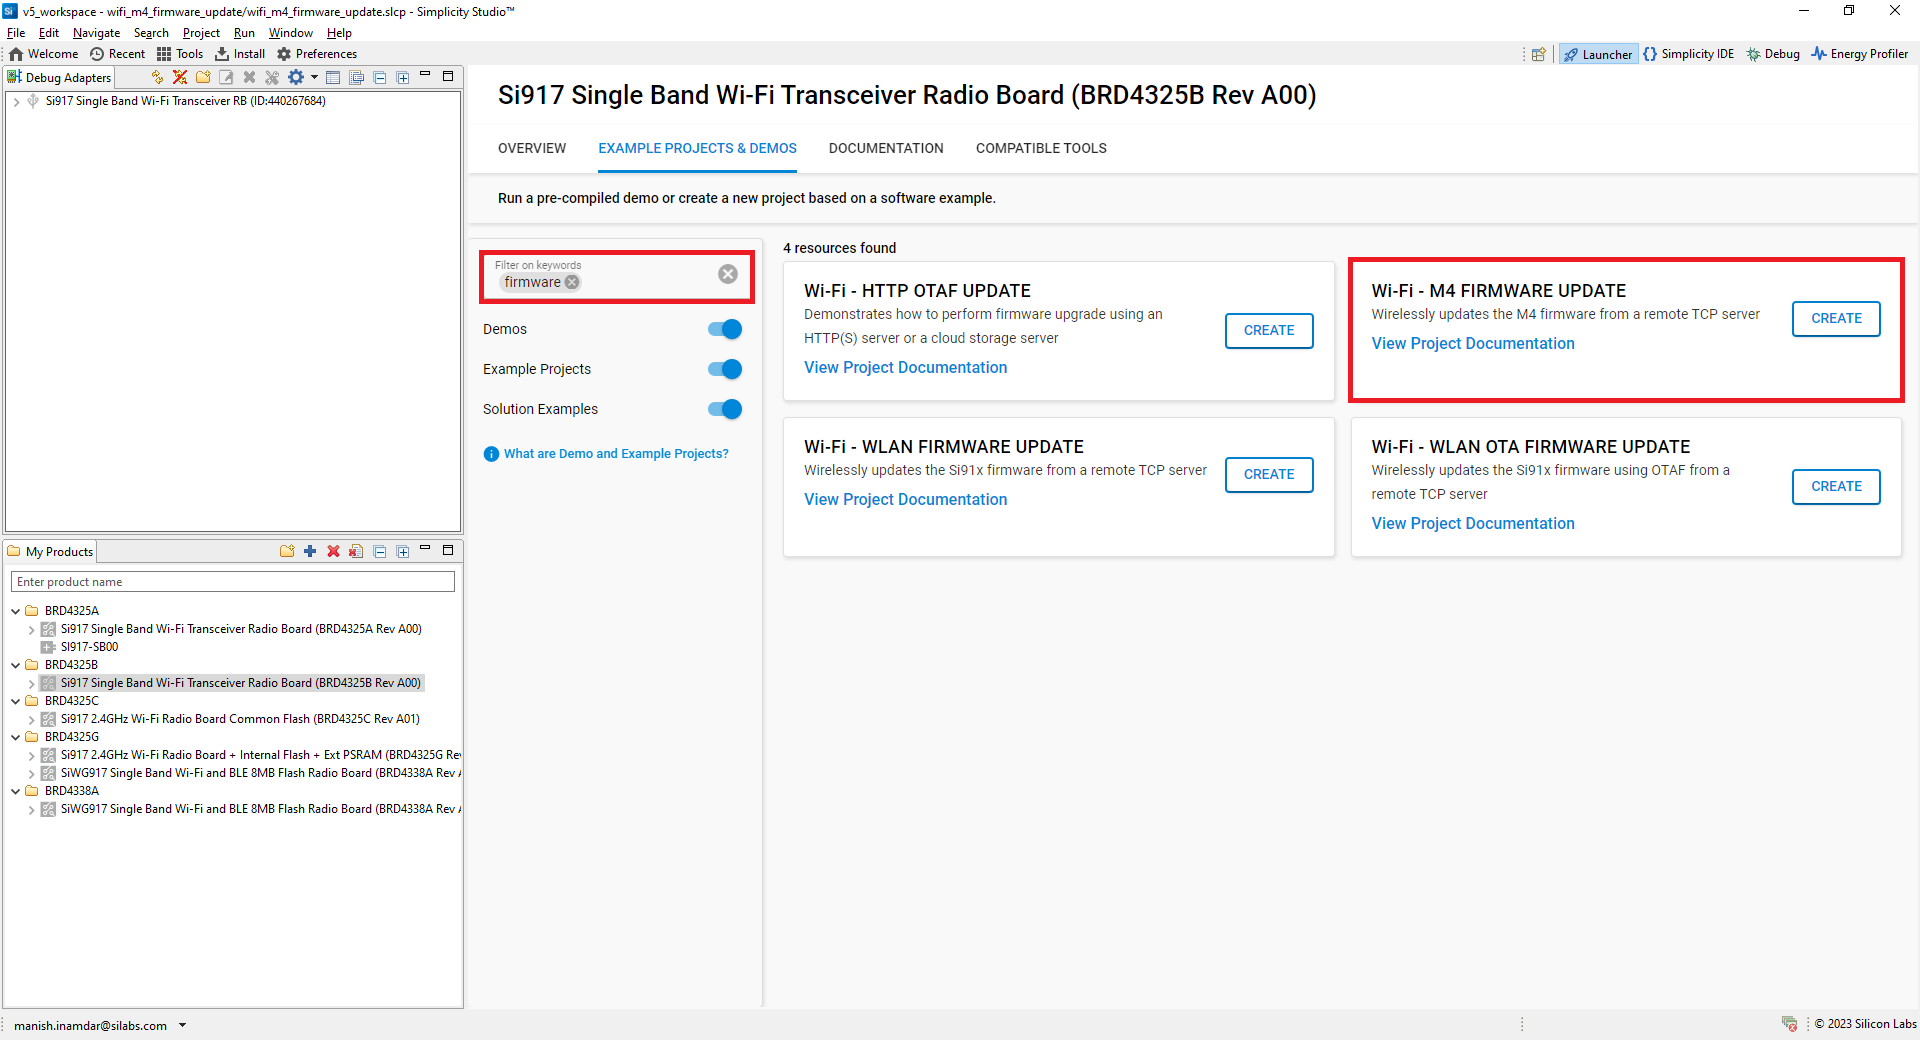 v5_workspace - wifi_m4_firmware_update/wifi_m4_firmware_update.slcp - Simplicity Studio™
File Edit Navigate Search Project Run Window Help
Welcome Recent Tools Install Preferences
Launcher Simplicity IDE Debug Energy Profiler
Debug Adapters
Si917 Single Band Wi-Fi Transceiver RB (ID:440267684)
My Products
Enter product name
BRD4325A
Si917 Single Band Wi-Fi Transceiver Radio Board (BRD4325A Rev A00)
SI917-SB00
BRD4325B
Si917 Single Band Wi-Fi Transceiver Radio Board (BRD4325B Rev A00)
BRD4325C
Si917 2.4GHz Wi-Fi Radio Board Common Flash (BRD4325C Rev A01)
BRD4325G
Si917 2.4GHz Wi-Fi Radio Board + Internal Flash + Ext PSRAM (BRD4325G Rev
SiWG917 Single Band Wi-Fi and BLE 8MB Flash Radio Board (BRD4338A Rev A
BRD4338A
SiWG917 Single Band Wi-Fi and BLE 8MB Flash Radio Board (BRD4338A Rev A
Si917 Single Band Wi-Fi Transceiver Radio Board (BRD4325B Rev A00)
OVERVIEW EXAMPLE PROJECTS & DEMOS DOCUMENTATION COMPATIBLE TOOLS
Run a pre-compiled demo or create a new project based on a software example.
Filter on keywords
firmware
Demos
Example Projects
Solution Examples
What are Demo and Example Projects?
4 resources found
Wi-Fi - HTTP OTAF UPDATE
Demonstrates how to perform firmware upgrade using an
HTTP(S) server or a cloud storage server
View Project Documentation
CREATE
Wi-Fi - M4 FIRMWARE UPDATE
Wirelessly updates the M4 firmware from a remote TCP server
View Project Documentation
CREATE
Wi-Fi - WLAN FIRMWARE UPDATE
Wirelessly updates the Si91x firmware from a remote TCP server
View Project Documentation
CREATE
Wi-Fi - WLAN OTA FIRMWARE UPDATE
Wirelessly updates the Si91x firmware using OTAF from a
remote TCP server
View Project Documentation
CREATE
manish.inamdar@silabs.com
© 2023 Silicon Labs